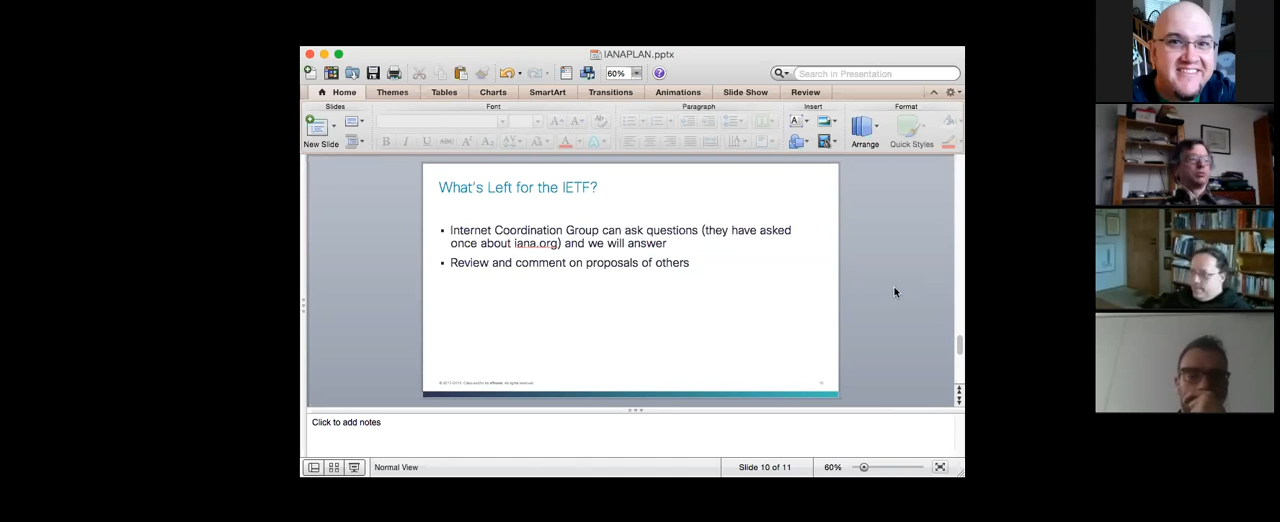 IANAPLAN.pptx
60%
Search in Presentation
Home
Themes
Tables
Charts
SmartArt
Transitions
Animations
Slide Show
Review
Slides
Font
Paragraph
Insert
Format
New Slide
Arrange
Quick Styles
What's Left for the IETF?
Internet Coordination Group can ask questions (they have asked
once about iana.org) and we will answer
Review and comment on proposals of others
Click to add notes
Normal View
Slide 10 of 11
60%